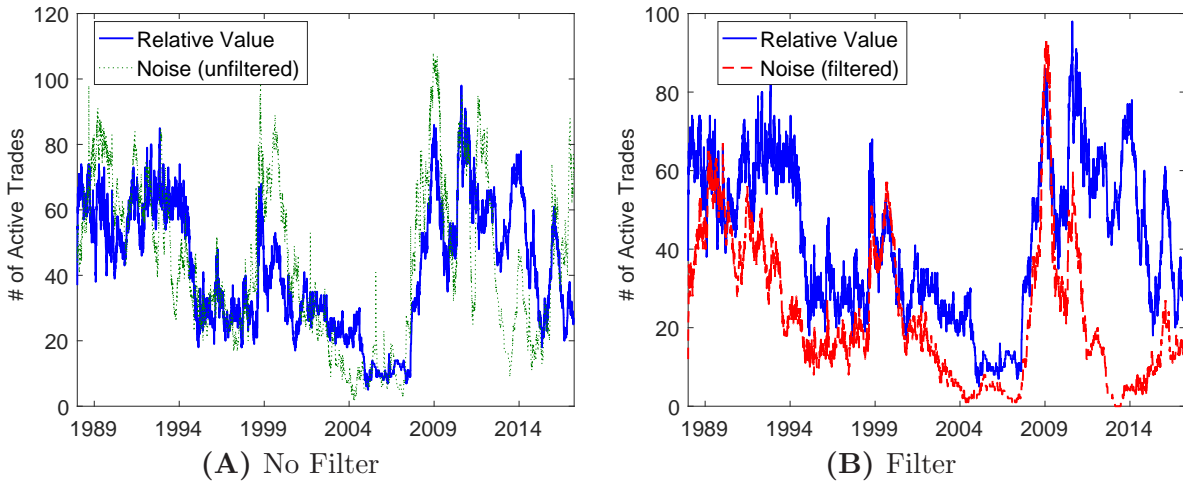 120
100
80
60
40
20
0
# of Active Trades
Relative Value
Noise (unfiltered)
1989 1994 1999 2004 2009 2014
(A) No Filter
100
80
60
40
20
0
# of Active Trades
Relative Value
Noise (filtered)
1989 1994 1999 2004 2009 2014
(B) Filter